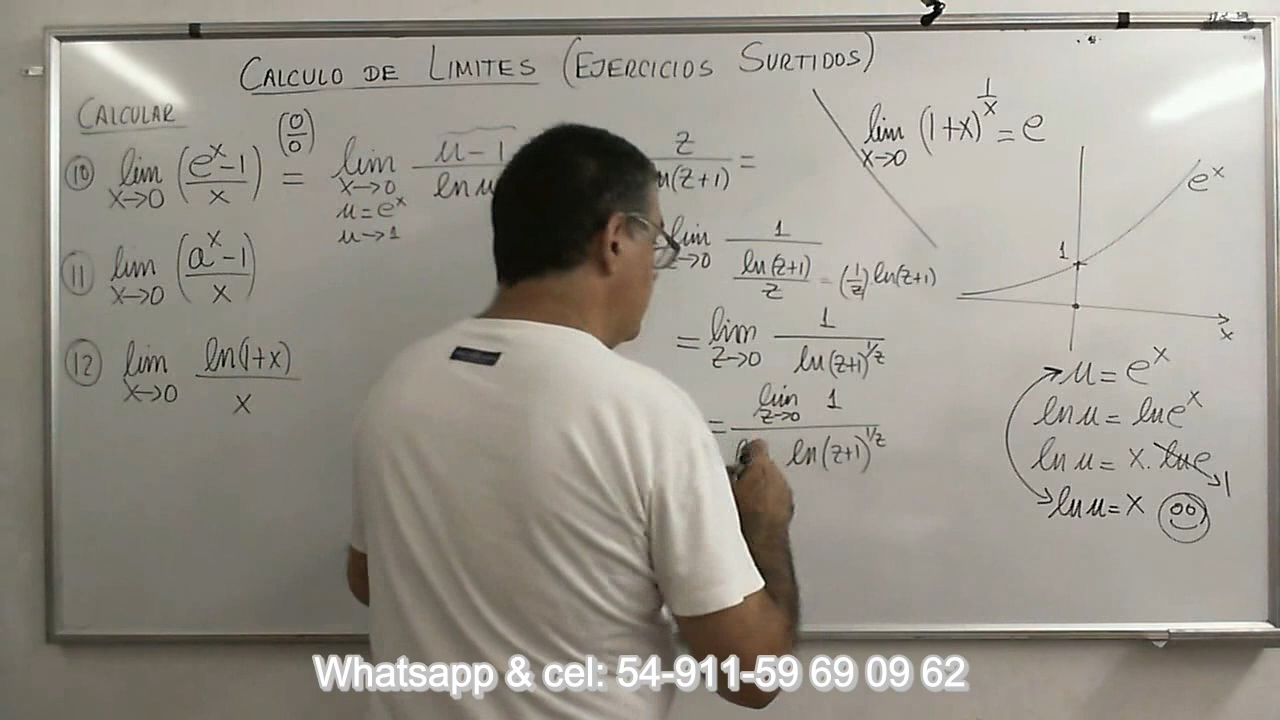 CALCULO DE LIMITES (EJERCICIOS SURTIDOS)
CALCULAR
⑩ lim x→0 (e^x-1 / x) (0/0) = lim x→0 u-1 / ln u
u=e^x
u→1
z / (z+1) =
lim z→0 1 / (ln(z+1) / z) = (1/z) ln(z+1)
= lim z→0 1 / ln(z+1)^1/z
= lim z→0 1 / ln(z+1)^1/z
⑪ lim x→0 (a^x-1 / x)
⑫ lim x→0 ln(1+x) / x
lim x→0 (1+x)^1/x = e
e^x
1
x
u = e^x
ln u = ln e^x
ln u = x. ln e 1
ln u = x
Whatsapp & cel: 54-911-59 69 09 62